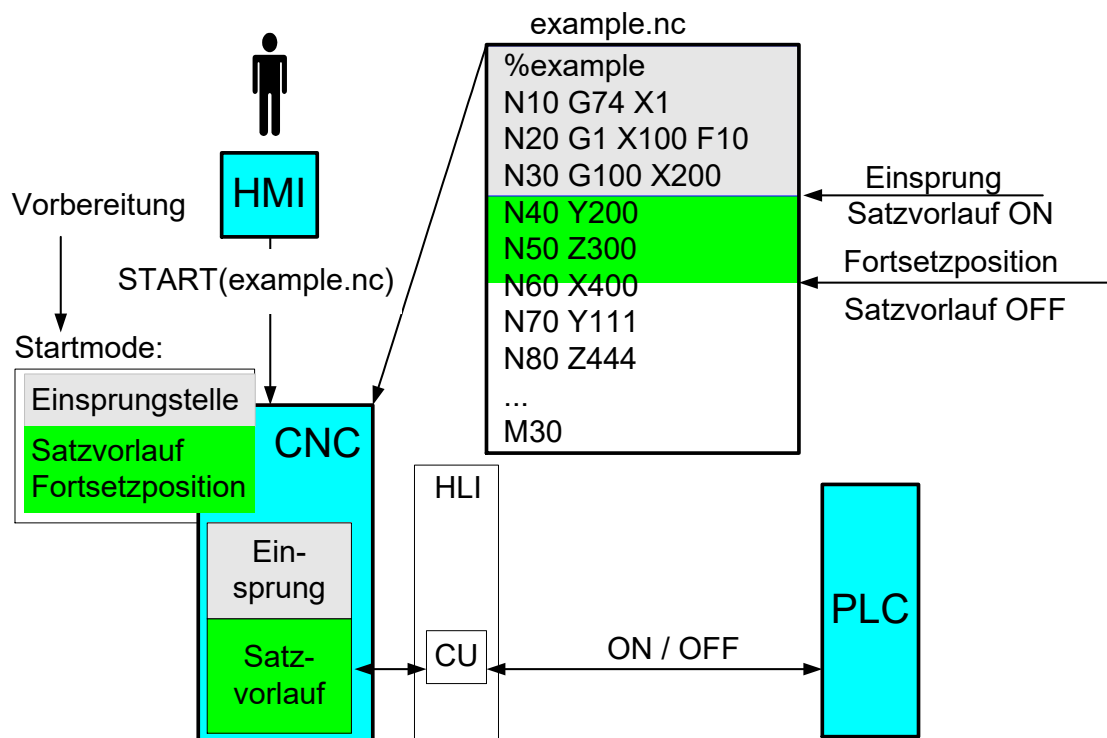 example.nc
%example
N10 G74 X1
N20 G1 X100 F10
N30 G100 X200
N40 Y200
N50 Z300
N60 X400
N70 Y111
N80 Z444
...
M30
Einsprung
Satzvorlauf ON
Fortsetzposition
Satzvorlauf OFF
HMI
Vorbereitung
START(example.nc)
Startmode:
Einsprungstelle
Satzvorlauf
Fortsetzposition
CNC
Ein-
sprung
Satz-
vorlauf
HLI
CU
ON / OFF
PLC